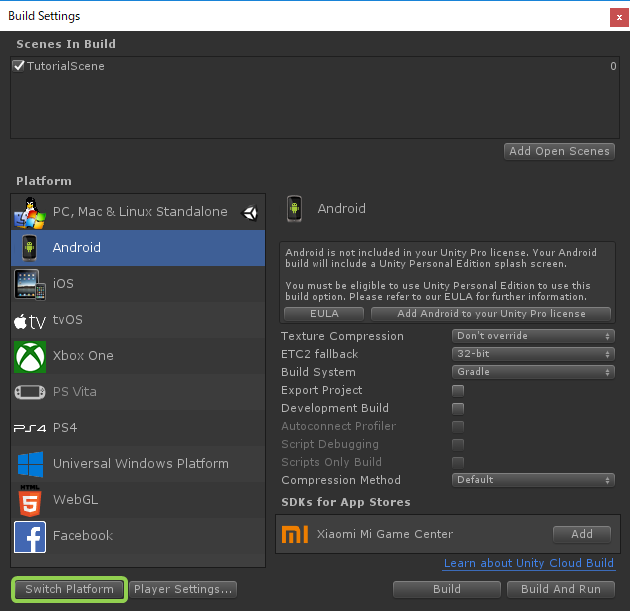 Build Settings
x
Scenes In Build
TutorialScene 0
Add Open Scenes
Platform
PC, Mac & Linux Standalone
Android
iOS
tv
tvOS
Xbox One
PS Vita
PS4
PS4
Universal Windows Platform
HTML
5
WebGL
f
Facebook
Android
Android is not included in your Unity Pro license. Your Android
build will include a Unity Personal Edition splash screen.
You must be eligible to use Unity Personal Edition to use this
build option. Please refer to our EULA for further information.
EULA Add Android to your Unity Pro license
Texture Compression Don't override
ETC2 fallback 32-bit
Build System Gradle
Export Project
Development Build
Autoconnect Profiler
Script Debugging
Scripts Only Build
Compression Method Default
SDKs for App Stores
mi Xiaomi Mi Game Center Add
Learn about Unity Cloud Build
Switch Platform Player Settings... Build Build And Run